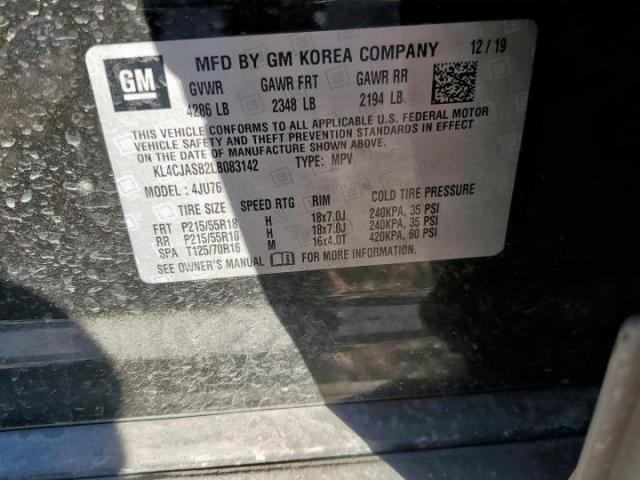 GM
MFD BY GM KOREA COMPANY 12/19
GVWR GAWR FRT GAWR RR
4286 LB 2348 LB 2194 LB
THIS VEHICLE CONFORMS TO ALL APPLICABLE U.S. FEDERAL MOTOR
VEHICLE SAFETY AND THEFT PREVENTION STANDARDS IN EFFECT
ON THE DATE OF MANUFACTURE SHOWN ABOVE.
KL4CJASB2LB083142 TYPE: MPV
MODEL: 4JU76
TIRE SIZE SPEED RTG RIM COLD TIRE PRESSURE
FRT P215/55R18 H 18x7.0J 240KPA, 35 PSI
RR P215/55R18 H 18x7.0J 240KPA, 35 PSI
SPA T125/70R16 M 16x4.0T 420KPA, 60 PSI
SEE OWNER'S MANUAL FOR MORE INFORMATION.